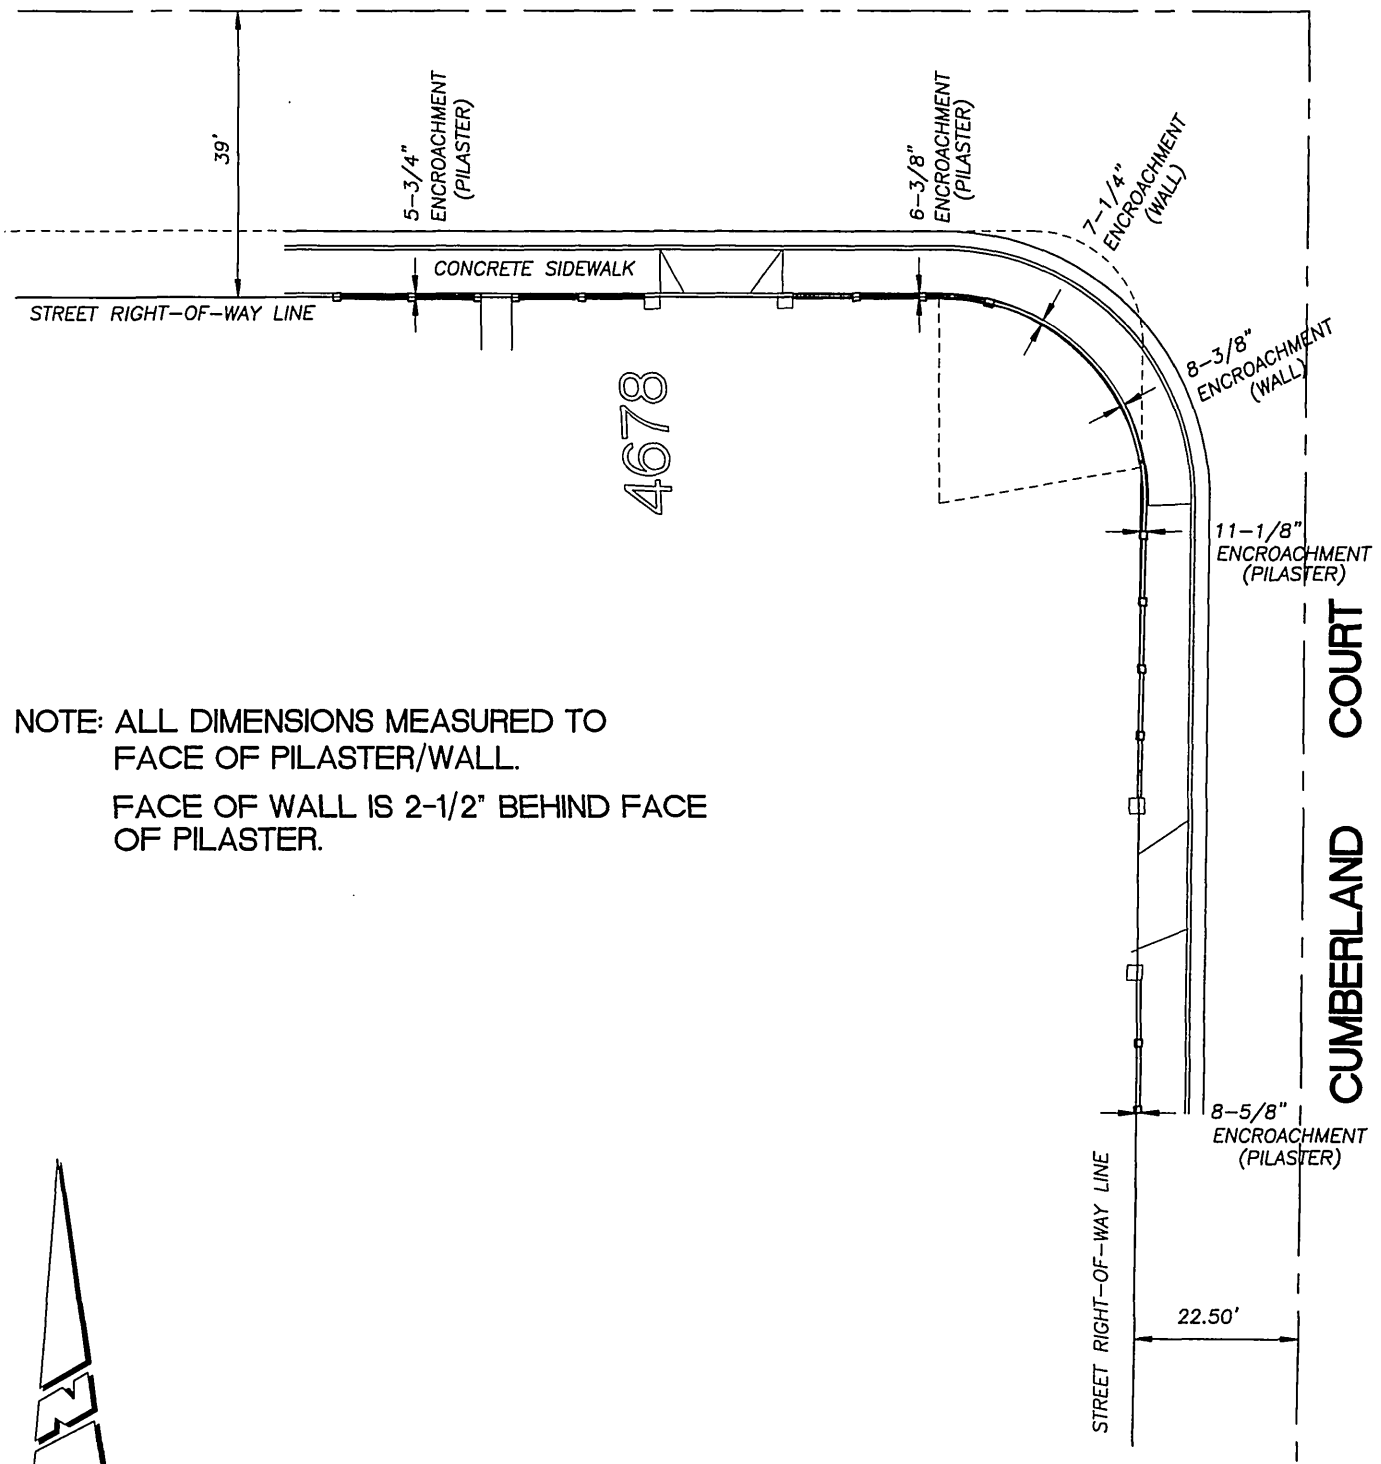 39'
5-3/4"
ENCROACHMENT
(PILASTER)
6-3/8"
ENCROACHMENT
(PILASTER)
7-1/4"
ENCROACHMENT
(WALL)
CONCRETE SIDEWALK
STREET RIGHT-OF-WAY LINE
8-3/8"
ENCROACHMENT
(WALL)
4678
11-1/8"
ENCROACHMENT
(PILASTER)
NOTE: ALL DIMENSIONS MEASURED TO
FACE OF PILASTER/WALL.
FACE OF WALL IS 2-1/2" BEHIND FACE
OF PILASTER.
CUMBERLAND COURT
8-5/8"
ENCROACHMENT
(PILASTER)
STREET RIGHT-OF-WAY LINE
22.50'
N